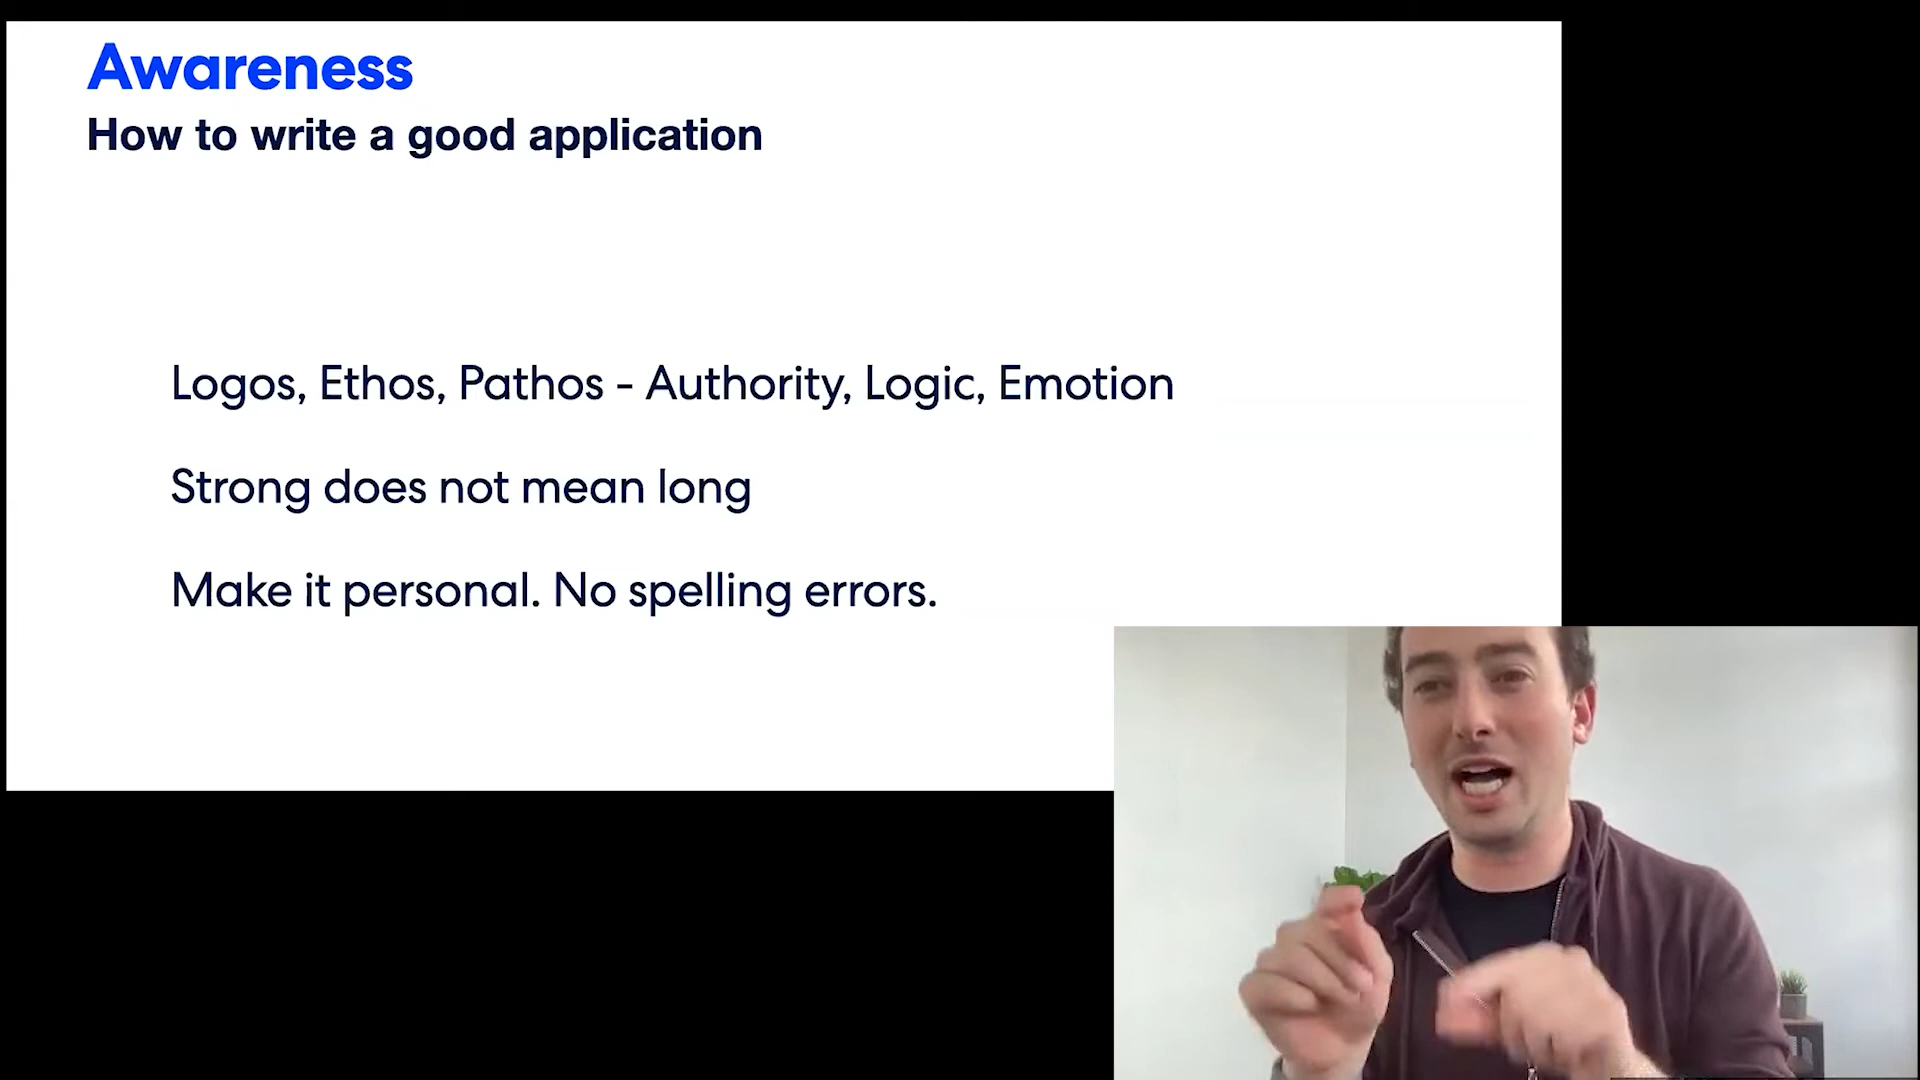 Awareness
How to write a good application
Logos, Ethos, Pathos - Authority, Logic, Emotion
Strong does not mean long
Make it personal. No spelling errors.